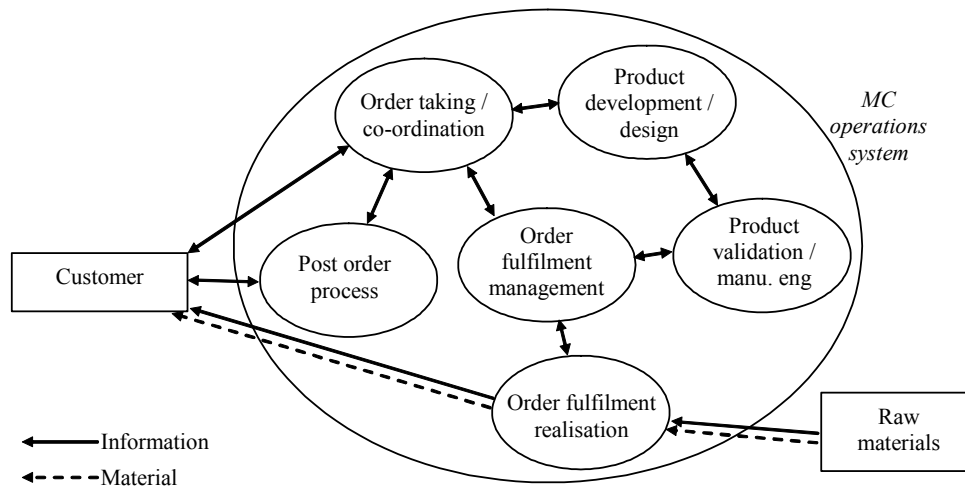 Order taking /
co-ordination
Product
development /
design
MC
operations
system
Customer
Post order
process
Order
fulfilment
management
Product
validation /
manu. eng
Order fulfilment
realisation
Raw
materials
Information
Material